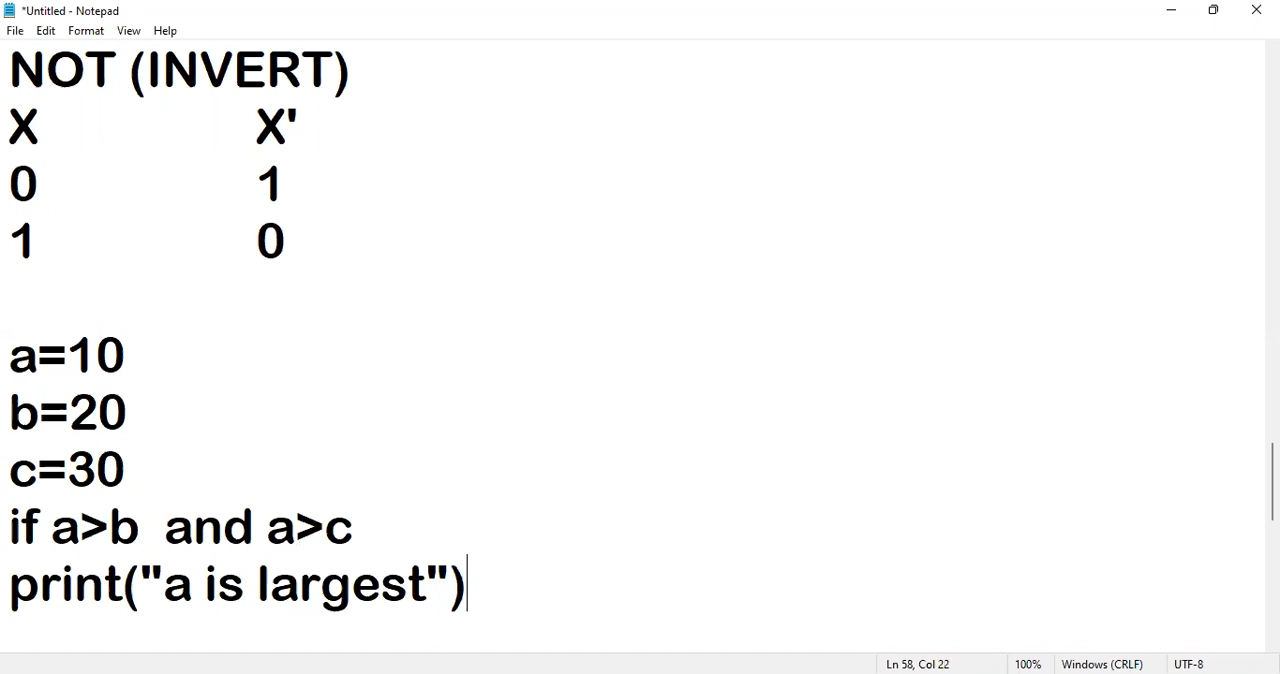 *Untitled - Notepad
File Edit Format View Help
NOT (INVERT)
X X'
0 1
1 0
a=10
b=20
c=30
if a>b  and a>c
print("a is largest")
Ln 58, Col 22 100% Windows (CRLF) UTF-8